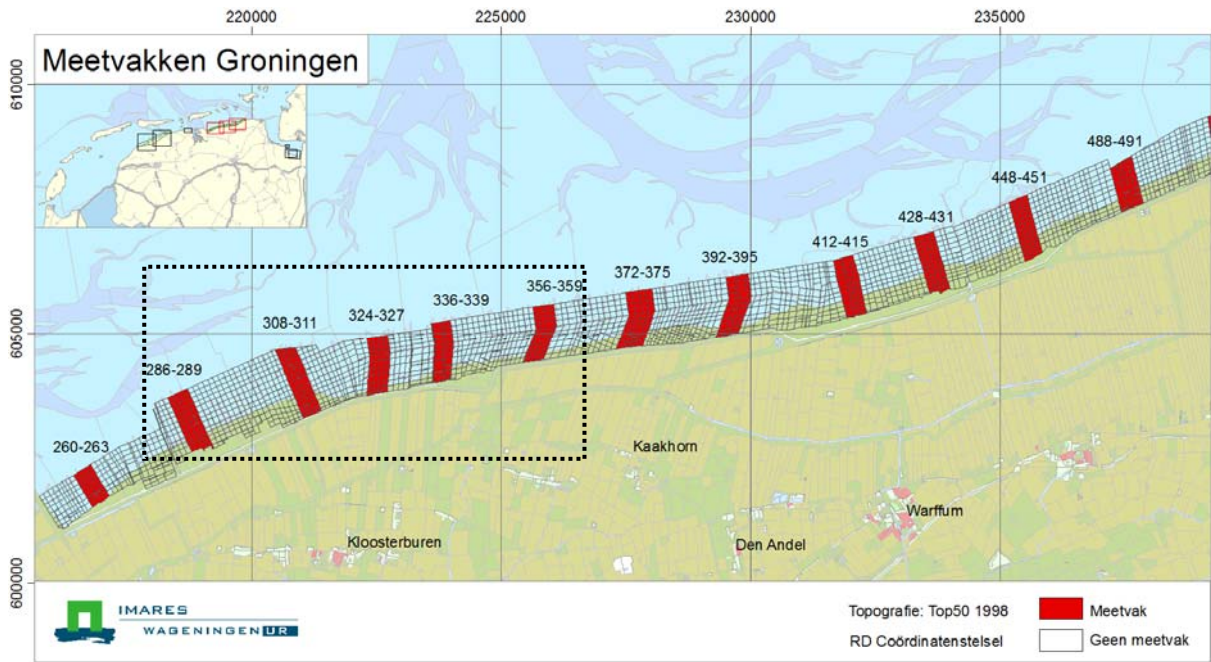 220000
225000
230000
235000
Meetvakken Groningen
610000
605000
600000
488-491
448-451
428-431
412-415
392-395
372-375
356-359
336-339
324-327
308-311
286-289
260-263
Kaakhorn
Warffum
Kloosterburen
Den Andel
IMARES
WAGENINGEN UR
Topografie: Top50 1998
RD Coördinatenstelsel
Meetvak
Geen meetvak